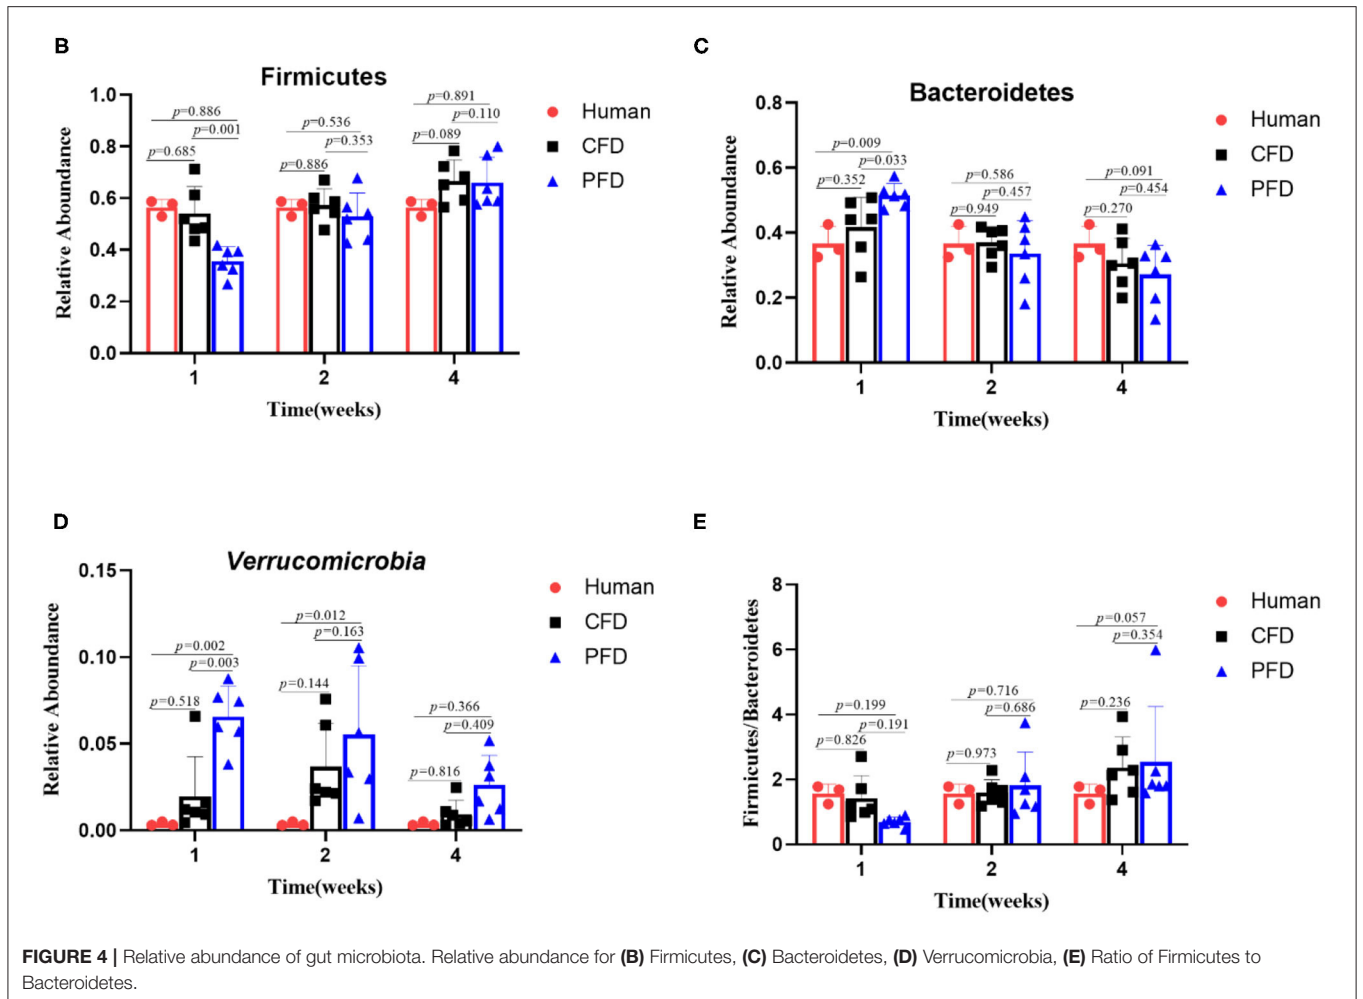 B
Firmicutes
Relative Aboundance
1.0
0.8
0.6
0.4
0.2
0.0
p=0.886
p=0.001
p=0.685
p=0.536
p=0.353
p=0.886
p=0.891
p=0.110
p=0.089
Human
CFD
PFD
1
2
4
Time(weeks)
C
Bacteroidetes
Relative Aboundance
0.8
0.6
0.4
0.2
0.0
p=0.009
p=0.033
p=0.352
p=0.586
p=0.457
p=0.949
p=0.091
p=0.454
p=0.270
Human
CFD
PFD
1
2
4
Time(weeks)
D
Verrucomicrobia
Relative Aboundance
0.15
0.10
0.05
0.00
p=0.002
p=0.003
p=0.518
p=0.012
p=0.163
p=0.144
p=0.366
p=0.409
p=0.816
Human
CFD
PFD
1
2
4
Time(weeks)
E
Firmicutes/Bacteroidetes
8
6
4
2
0
p=0.199
p=0.191
p=0.826
p=0.716
p=0.686
p=0.973
p=0.057
p=0.354
p=0.236
Human
CFD
PFD
1
2
4
Time(weeks)
FIGURE 4 | Relative abundance of gut microbiota. Relative abundance for (B) Firmicutes, (C) Bacteroidetes, (D) Verrucomicrobia, (E) Ratio of Firmicutes to
Bacteroidetes.